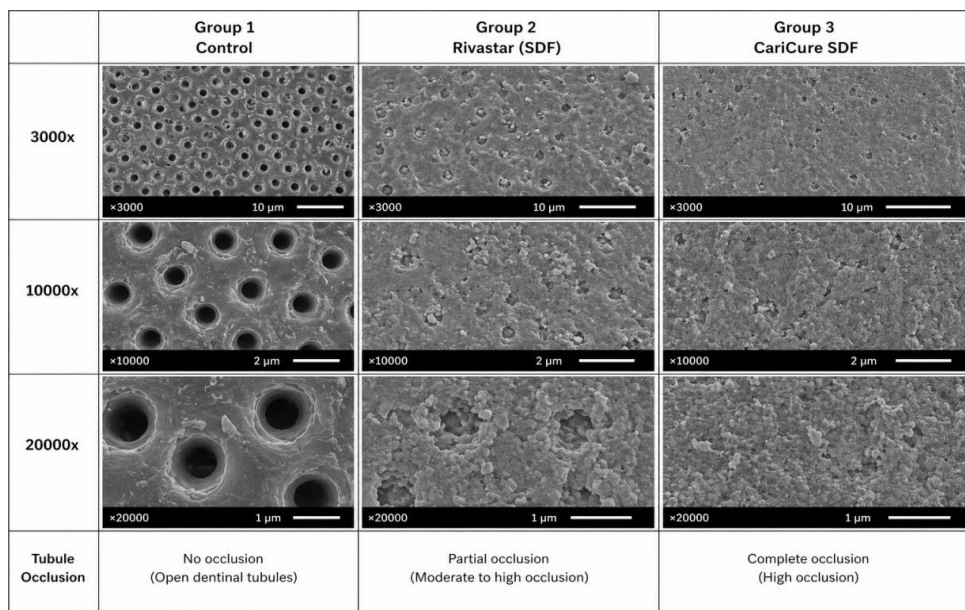 Group 1
Control
Group 2
Rivastar (SDF)
Group 3
CariCure SDF
3000x
×3000 10 µm
×3000 10 µm
×3000 10 µm
10000x
×10000 2 µm
×10000 2 µm
×10000 2 µm
20000x
×20000 1 µm
×20000 1 µm
×20000 1 µm
Tubule
Occlusion
No occlusion
(Open dentinal tubules)
Partial occlusion
(Moderate to high occlusion)
Complete occlusion
(High occlusion)